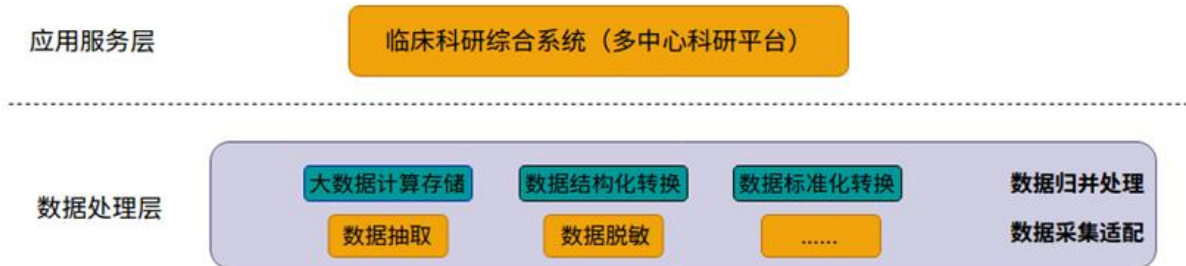 应用服务层
临床科研综合系统（多中心科研平台）
数据处理层
大数据计算存储 数据结构化转换 数据标准化转换 数据归并处理
数据抽取 数据脱敏 ...... 数据采集适配